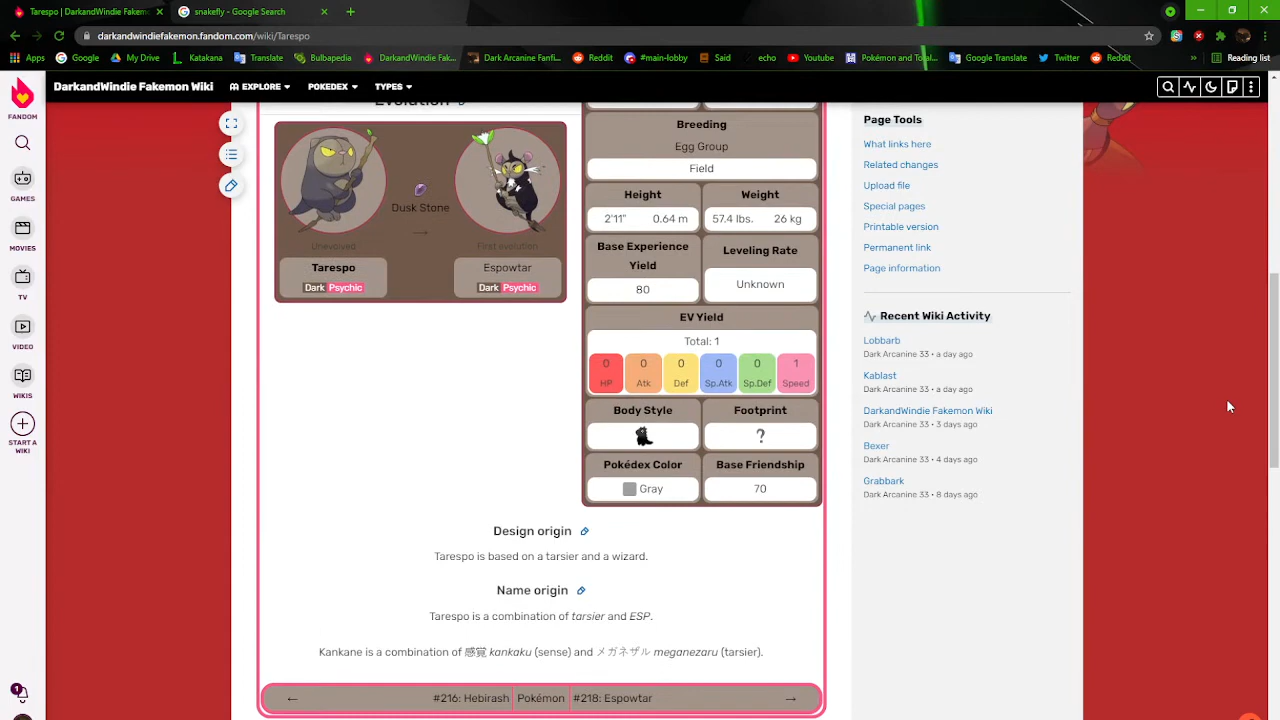 Tarespo | DarkandWindie Fakemo
snakefly - Google Search
darkandwindiefakemon.fandom.com/wiki/Tarespo
Apps
Google
Translate
Bulbapedia
DarkandWindie Fak...
My Drive
Katakana
Dark Arcanine Fanfi...
Reddit
#main-lobby
Said
echo
YouTube
Pokémon and Total...
Google Translate
Twitter
Reddit
Reading list
DarkandWindie Fakemon Wiki
EXPLORE
POKEDEX
TYPES
FANDOM
GAMES
MOVIES
TV
VIDEO
WIKIS
START A
WIKI
1
Evolution
Dusk Stone
→
Unevolved
First evolution
Tarespo
Dark Psychic
Espowtar
Dark Psychic
Breeding
Egg Group
Field
Height
Weight
2'11" 0.64 m
57.4 lbs. 26 kg
Base Experience
Yield
80
Leveling Rate
Unknown
EV Yield
Total: 1
0 0 0 0 0 1
HP Atk Def Sp.Atk Sp.Def Speed
Body Style
Footprint
?
Pokédex Color
Base Friendship
Gray
70
Design origin
Tarespo is based on a tarsier and a wizard.
Name origin
Tarespo is a combination of tarsier and ESP.
Kankane is a combination of 感覚 kankaku (sense) and メガネザル meganezaru (tarsier).
← #216: Hebirash Pokémon #218: Espowtar →
Page Tools
What links here
Related changes
Upload file
Special pages
Printable version
Permanent link
Page information
Recent Wiki Activity
Lobbarb
Dark Arcanine 33 • a day ago
Kablast
Dark Arcanine 33 • a day ago
DarkandWindie Fakemon Wiki
Dark Arcanine 33 • 3 days ago
Bexer
Dark Arcanine 33 • 4 days ago
Grabbark
Dark Arcanine 33 • 8 days ago